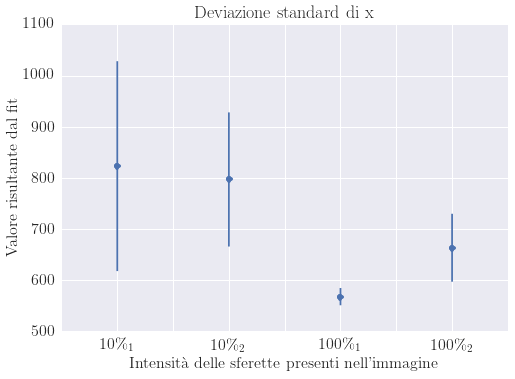 Deviazione standard di x
Valore risultante dal fit
1100
1000
900
800
700
600
500
10%₁ 10%₂ 100%₁ 100%₂
Intensità delle sferette presenti nell'immagine